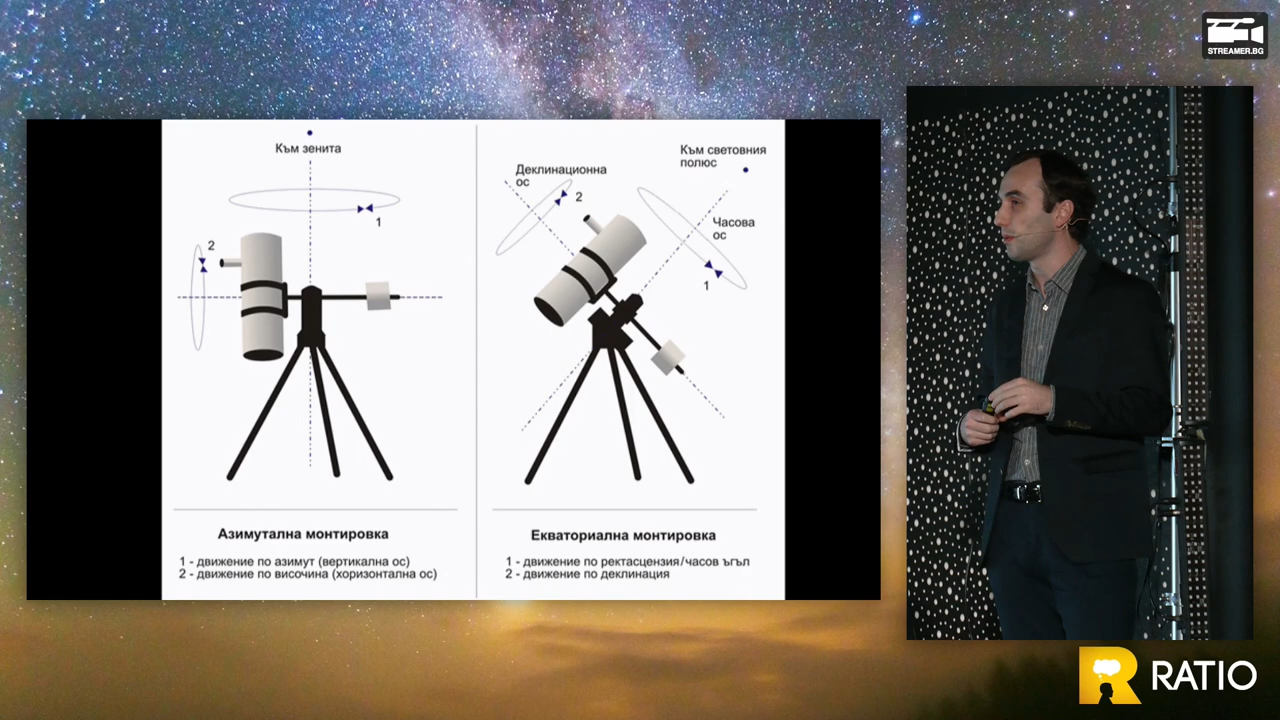 STREAMER.BG
Към зенита
1
2
Азимутална монтировка
1 - движение по азимут (вертикална ос)
2 - движение по височина (хоризонтална ос)
Към световния
полюс
Деклинационна
ос
2
Часова
ос
1
Екваториална монтировка
1 - движение по ректасцензия/часов ъгъл
2 - движение по деклинация
R RATIO